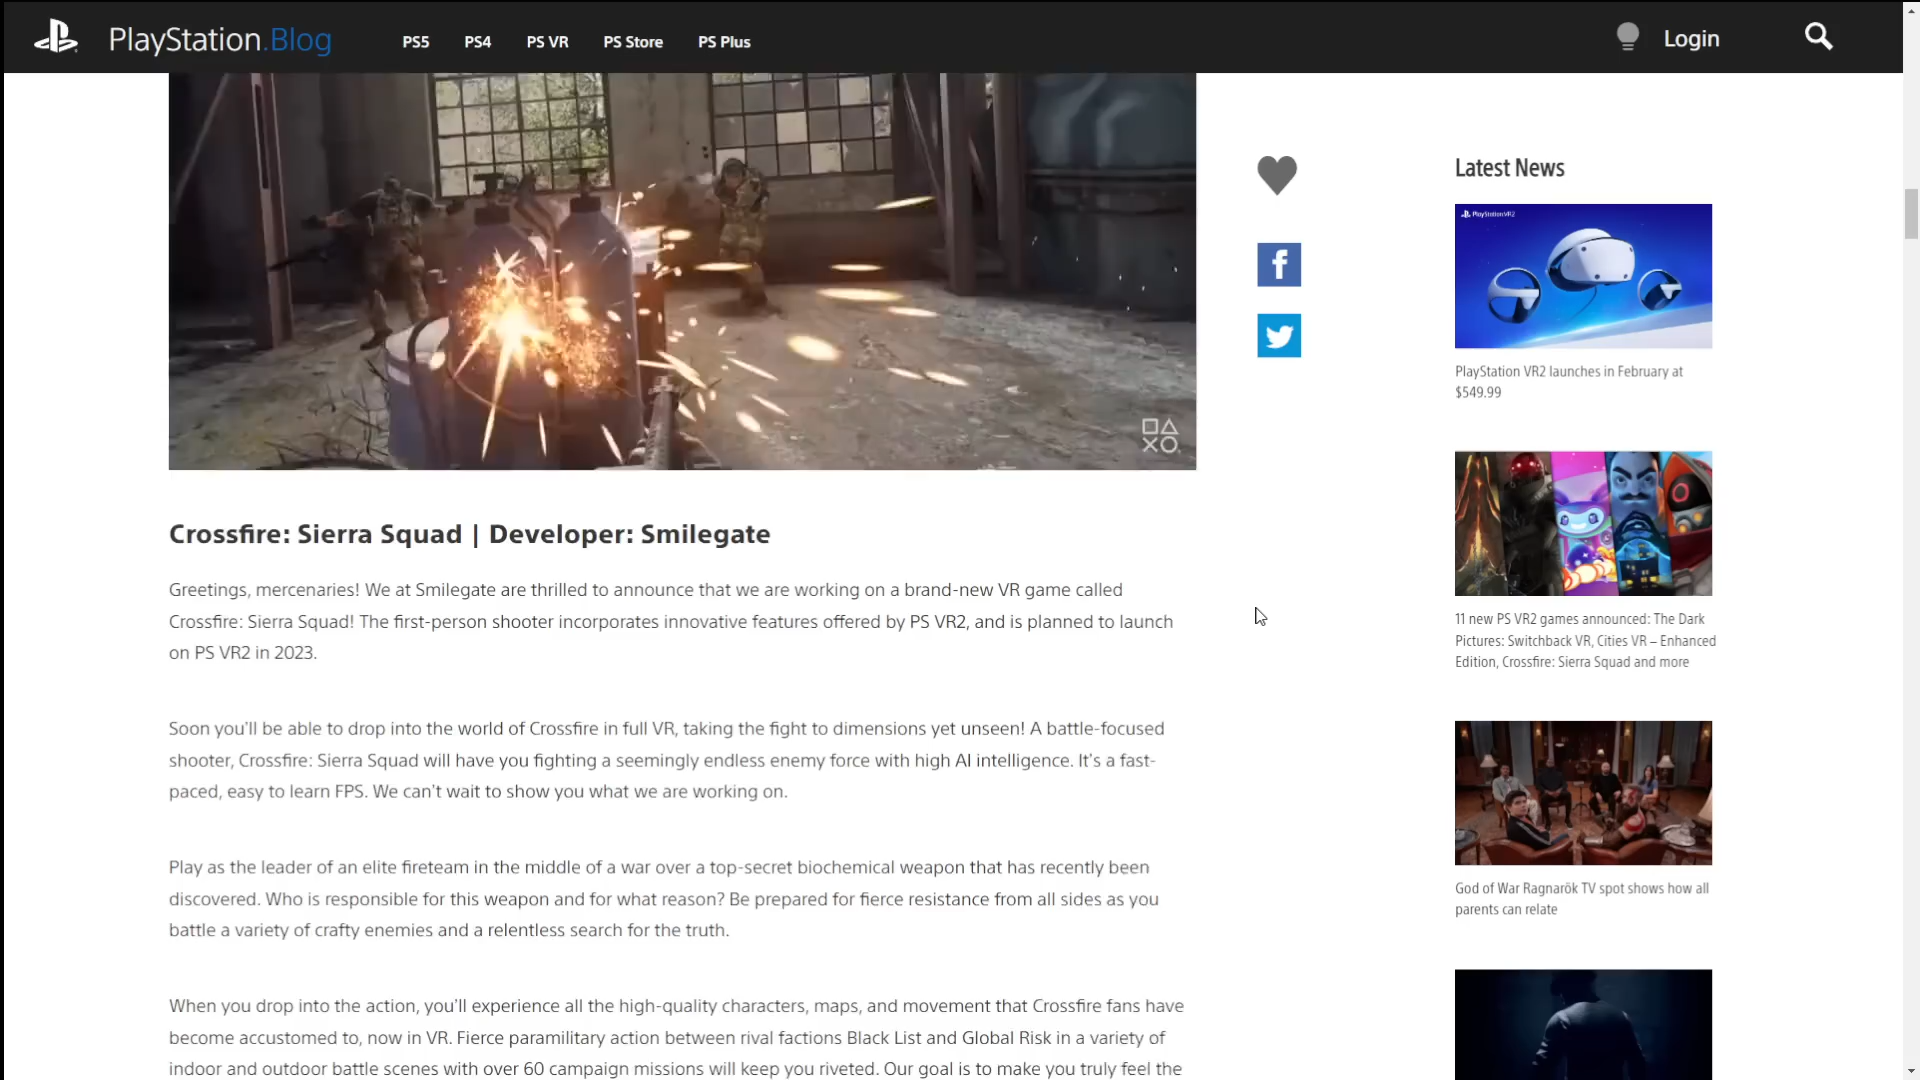 PlayStation.Blog
PS5
PS4
PS VR
PS Store
PS Plus
Login
Crossfire: Sierra Squad | Developer: Smilegate
Greetings, mercenaries! We at Smilegate are thrilled to announce that we are working on a brand-new VR game called
Crossfire: Sierra Squad! The first-person shooter incorporates innovative features offered by PS VR2, and is planned to launch
on PS VR2 in 2023.
Soon you'll be able to drop into the world of Crossfire in full VR, taking the fight to dimensions yet unseen! A battle-focused
shooter, Crossfire: Sierra Squad will have you fighting a seemingly endless enemy force with high AI intelligence. It's a fast-
paced, easy to learn FPS. We can't wait to show you what we are working on.
Play as the leader of an elite fireteam in the middle of a war over a top-secret biochemical weapon that has recently been
discovered. Who is responsible for this weapon and for what reason? Be prepared for fierce resistance from all sides as you
battle a variety of crafty enemies and a relentless search for the truth.
When you drop into the action, you'll experience all the high-quality characters, maps, and movement that Crossfire fans have
become accustomed to, now in VR. Fierce paramilitary action between rival factions Black List and Global Risk in a variety of
indoor and outdoor battle scenes with over 60 campaign missions will keep you riveted. Our goal is to make you truly feel the
Latest News
PlayStation VR2
PlayStation VR2 launches in February at
$549.99
11 new PS VR2 games announced: The Dark
Pictures: Switchback VR, Cities VR – Enhanced
Edition, Crossfire: Sierra Squad and more
God of War Ragnarök TV spot shows how all
parents can relate